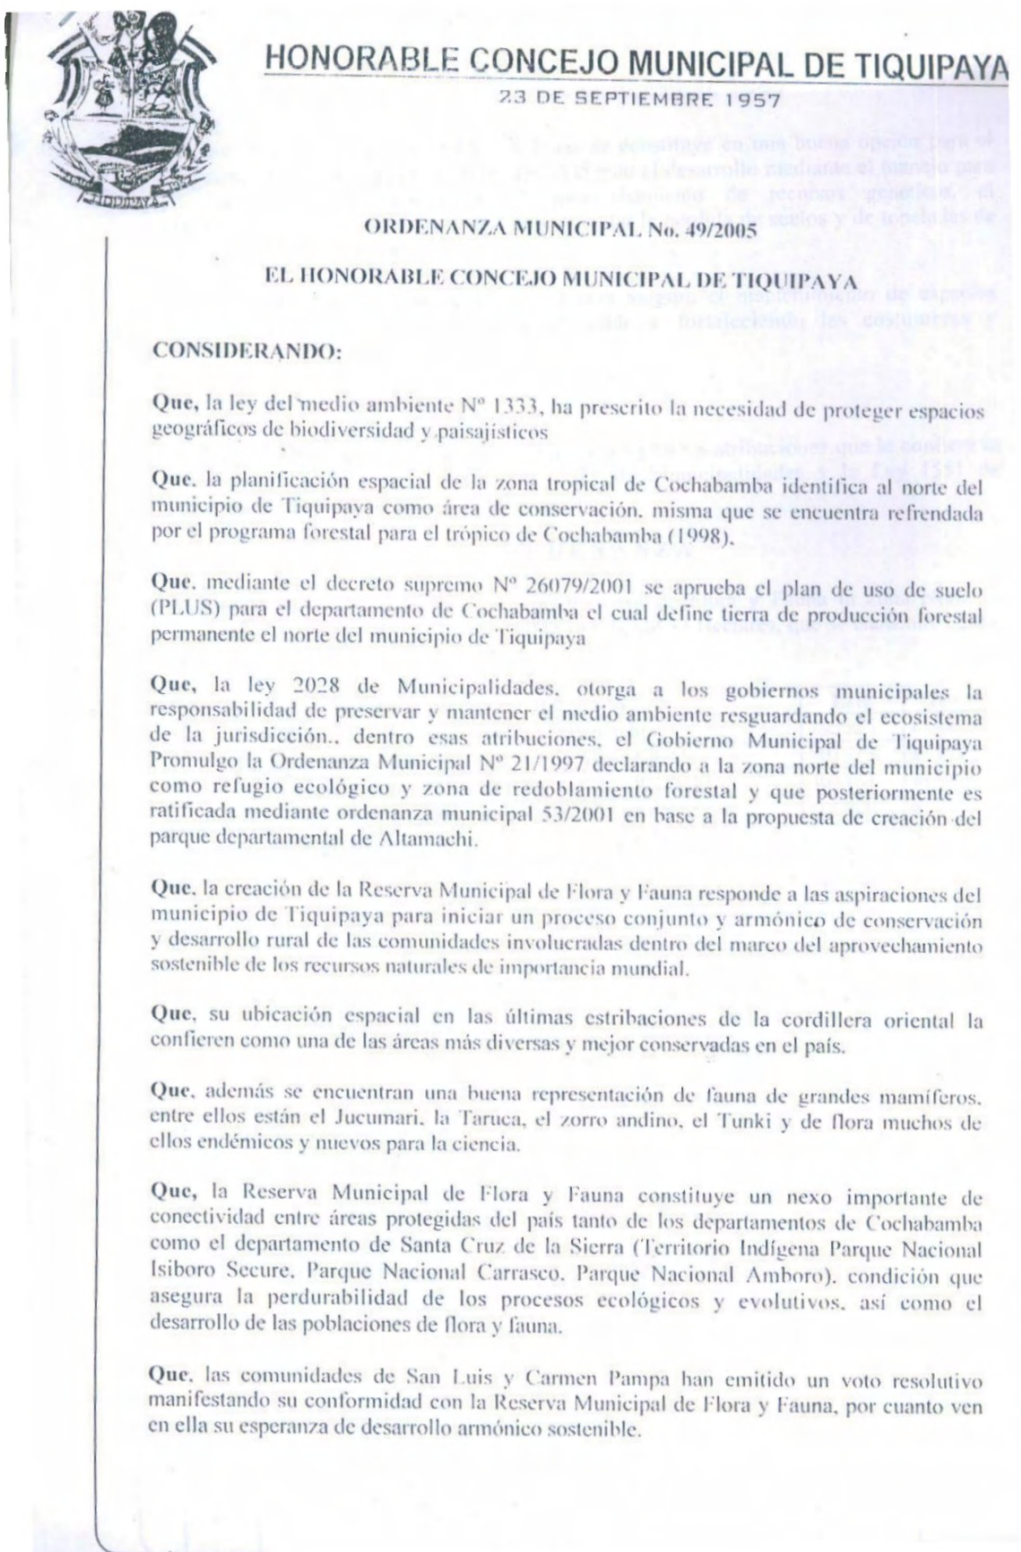 HONORABLE CONCEJO MUNICIPAL DE TIQUIPAYA
23 DE SEPTIEMBRE 1957
TIQUIPAYA
ORDENANZA MUNICIPAL No. 49/2005
EL HONORABLE CONCEJO MUNICIPAL DE TIQUIPAYA
CONSIDERANDO:
Que, la ley del medio ambiente Nº 1333, ha prescrito la necesidad de proteger espacios
geográficos de biodiversidad y paisajísticos
Que, la planificación espacial de la zona tropical de Cochabamba identifica al norte del
municipio de Tiquipaya como área de conservación, misma que se encuentra refrendada
por el programa forestal para el trópico de Cochabamba (1998).
Que, mediante el decreto supremo Nº 26079/2001 se aprueba el plan de uso de suelo
(PLUS) para el departamento de Cochabamba el cual define tierra de producción forestal
permanente el norte del municipio de Tiquipaya
Que, la ley 2028 de Municipalidades, otorga a los gobiernos municipales la
responsabilidad de preservar y mantener el medio ambiente resguardando el ecosistema
de la jurisdicción., dentro esas atribuciones, el Gobierno Municipal de Tiquipaya
Promulgo la Ordenanza Municipal Nº 21/1997 declarando a la zona norte del municipio
como refugio ecológico y zona de redoblamiento forestal y que posteriormente es
ratificada mediante ordenanza municipal 53/2001 en base a la propuesta de creación del
parque departamental de Altamachi.
Que, la creación de la Reserva Municipal de Flora y Fauna responde a las aspiraciones del
municipio de Tiquipaya para iniciar un proceso conjunto y armónico de conservación
y desarrollo rural de las comunidades involucradas dentro del marco del aprovechamiento
sostenible de los recursos naturales de importancia mundial.
Que, su ubicación espacial en las últimas estribaciones de la cordillera oriental la
confieren como una de las áreas más diversas y mejor conservadas en el país.
Que, además se encuentran una buena representación de fauna de grandes mamíferos,
entre ellos están el Jucumari, la Taruca, el zorro andino, el Tunki y de flora muchos de
ellos endémicos y nuevos para la ciencia.
Que, la Reserva Municipal de Flora y Fauna constituye un nexo importante de
conectividad entre áreas protegidas del país tanto de los departamentos de Cochabamba
como el departamento de Santa Cruz de la Sierra (Territorio Indígena Parque Nacional
Isiboro Secure, Parque Nacional Carrasco, Parque Nacional Amboro), condición que
asegura la perdurabilidad de los procesos ecológicos y evolutivos, así como el
desarrollo de las poblaciones de flora y fauna.
Que, las comunidades de San Luis y Carmen Pampa han emitido un voto resolutivo
manifestando su conformidad con la Reserva Municipal de Flora y Fauna, por cuanto ven
en ella su esperanza de desarrollo armónico sostenible.